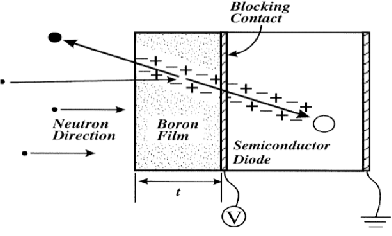 Blocking
Contact
Neutron
Direction
Boron
Film
Semiconductor
Diode
t
V